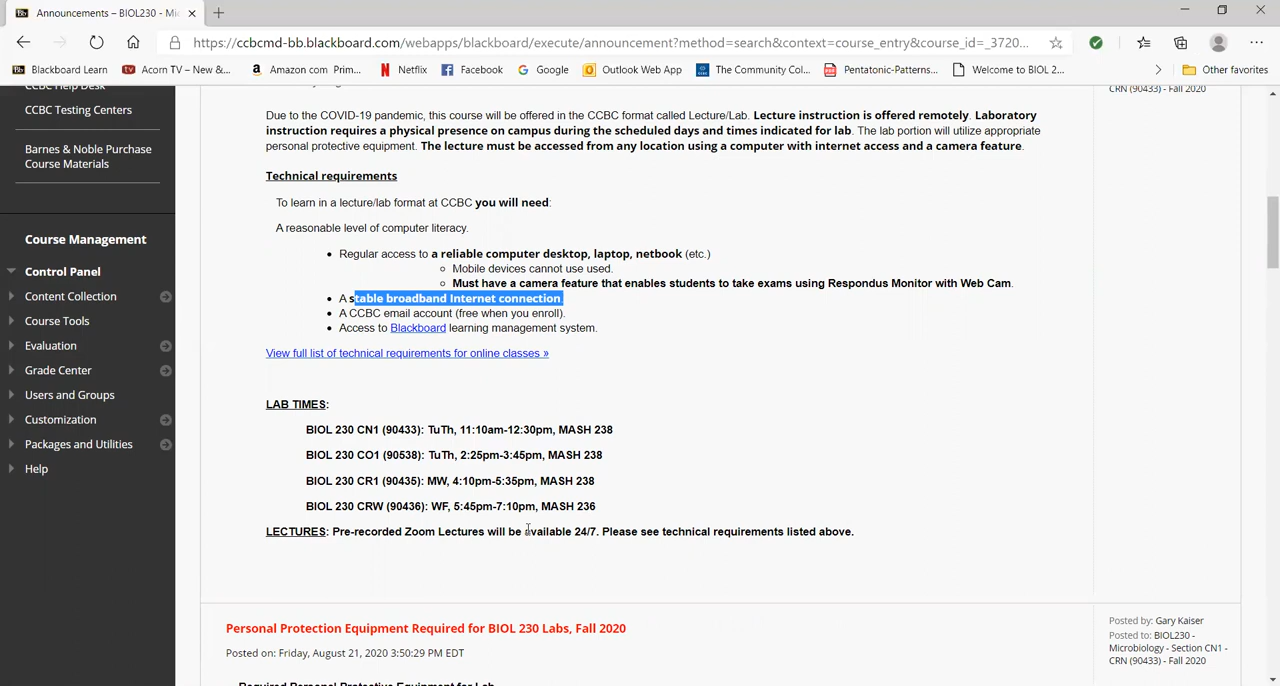 Announcements – BIOL230 - Mi
https://ccbcmd-bb.blackboard.com/webapps/blackboard/execute/announcement?method=search&context=course_entry&course_id=_3720...
Blackboard Learn
Acorn TV – New &...
Amazon com Prim...
Netflix
Facebook
Google
Outlook Web App
The Community Col...
Pentatonic-Patterns...
Welcome to BIOL 2...
Other favorites
CCBC Help Desk
CCBC Testing Centers
Barnes & Noble Purchase
Course Materials
Course Management
Control Panel
Content Collection
Course Tools
Evaluation
Grade Center
Users and Groups
Customization
Packages and Utilities
Help
CRN (90433) - Fall 2020
Due to the COVID-19 pandemic, this course will be offered in the CCBC format called Lecture/Lab. Lecture instruction is offered remotely. Laboratory
instruction requires a physical presence on campus during the scheduled days and times indicated for lab. The lab portion will utilize appropriate
personal protective equipment. The lecture must be accessed from any location using a computer with internet access and a camera feature.
Technical requirements
To learn in a lecture/lab format at CCBC you will need:
A reasonable level of computer literacy.
Regular access to a reliable computer desktop, laptop, netbook (etc.)
Mobile devices cannot use used.
Must have a camera feature that enables students to take exams using Respondus Monitor with Web Cam.
A stable broadband Internet connection.
A CCBC email account (free when you enroll).
Access to Blackboard learning management system.
View full list of technical requirements for online classes »
LAB TIMES:
BIOL 230 CN1 (90433): TuTh, 11:10am-12:30pm, MASH 238
BIOL 230 CO1 (90538): TuTh, 2:25pm-3:45pm, MASH 238
BIOL 230 CR1 (90435): MW, 4:10pm-5:35pm, MASH 238
BIOL 230 CRW (90436): WF, 5:45pm-7:10pm, MASH 236
LECTURES: Pre-recorded Zoom Lectures will be available 24/7. Please see technical requirements listed above.
Personal Protection Equipment Required for BIOL 230 Labs, Fall 2020
Posted on: Friday, August 21, 2020 3:50:29 PM EDT
Required Personal Protective Equipment for Lab
Posted by: Gary Kaiser
Posted to: BIOL230 -
Microbiology - Section CN1 -
CRN (90433) - Fall 2020